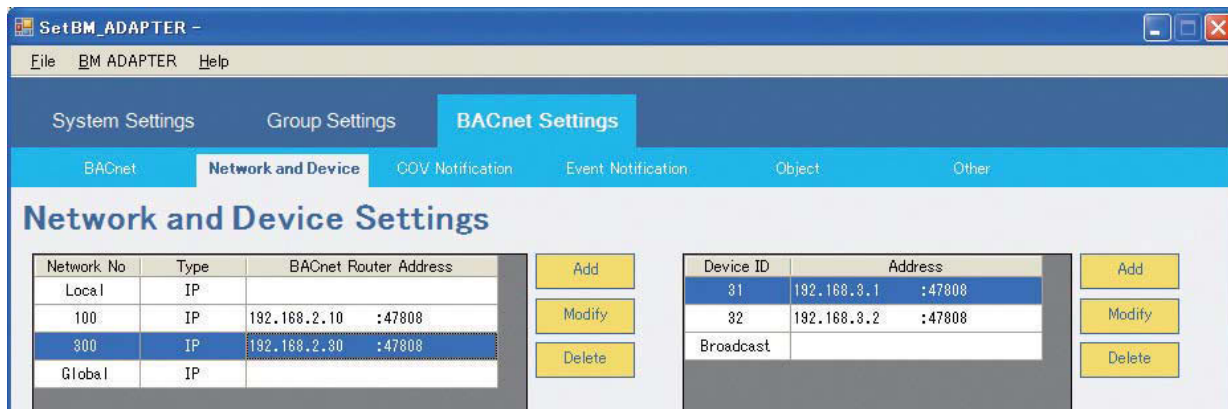 SetBM_ADAPTER -
File BM ADAPTER Help
System Settings Group Settings BACnet Settings
BACnet Network and Device COV Notification Event Notification Object Other
Network and Device Settings
Network No Type BACnet Router Address
Local IP
100 IP 192.168.2.10 :47808
300 IP 192.168.2.30 :47808
Global IP
Add
Modify
Delete
Device ID Address
31 192.168.3.1 :47808
32 192.168.3.2 :47808
Broadcast
Add
Modify
Delete